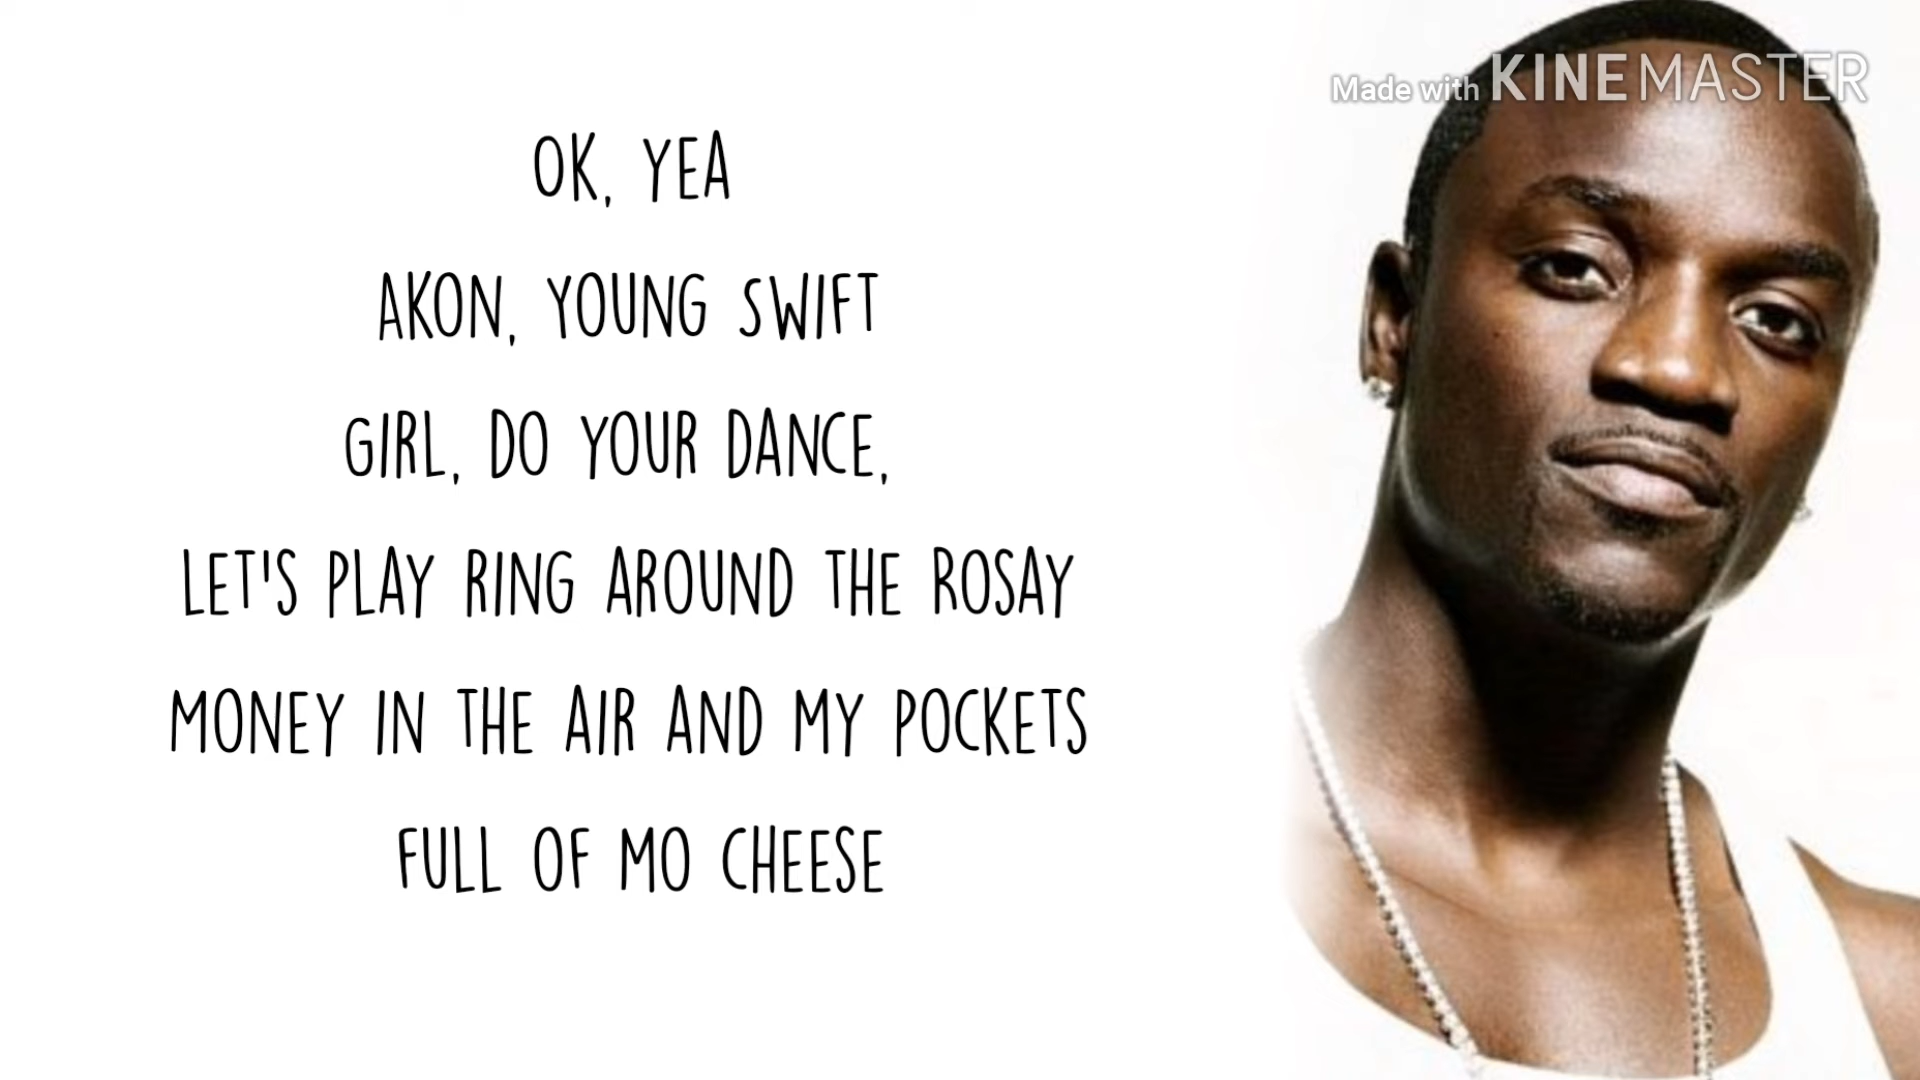 Made with KINEMASTER
OK, YEA
AKON, YOUNG SWIFT
GIRL, DO YOUR DANCE,
LET'S PLAY RING AROUND THE ROSAY
MONEY IN THE AIR AND MY POCKETS
FULL OF MO CHEESE